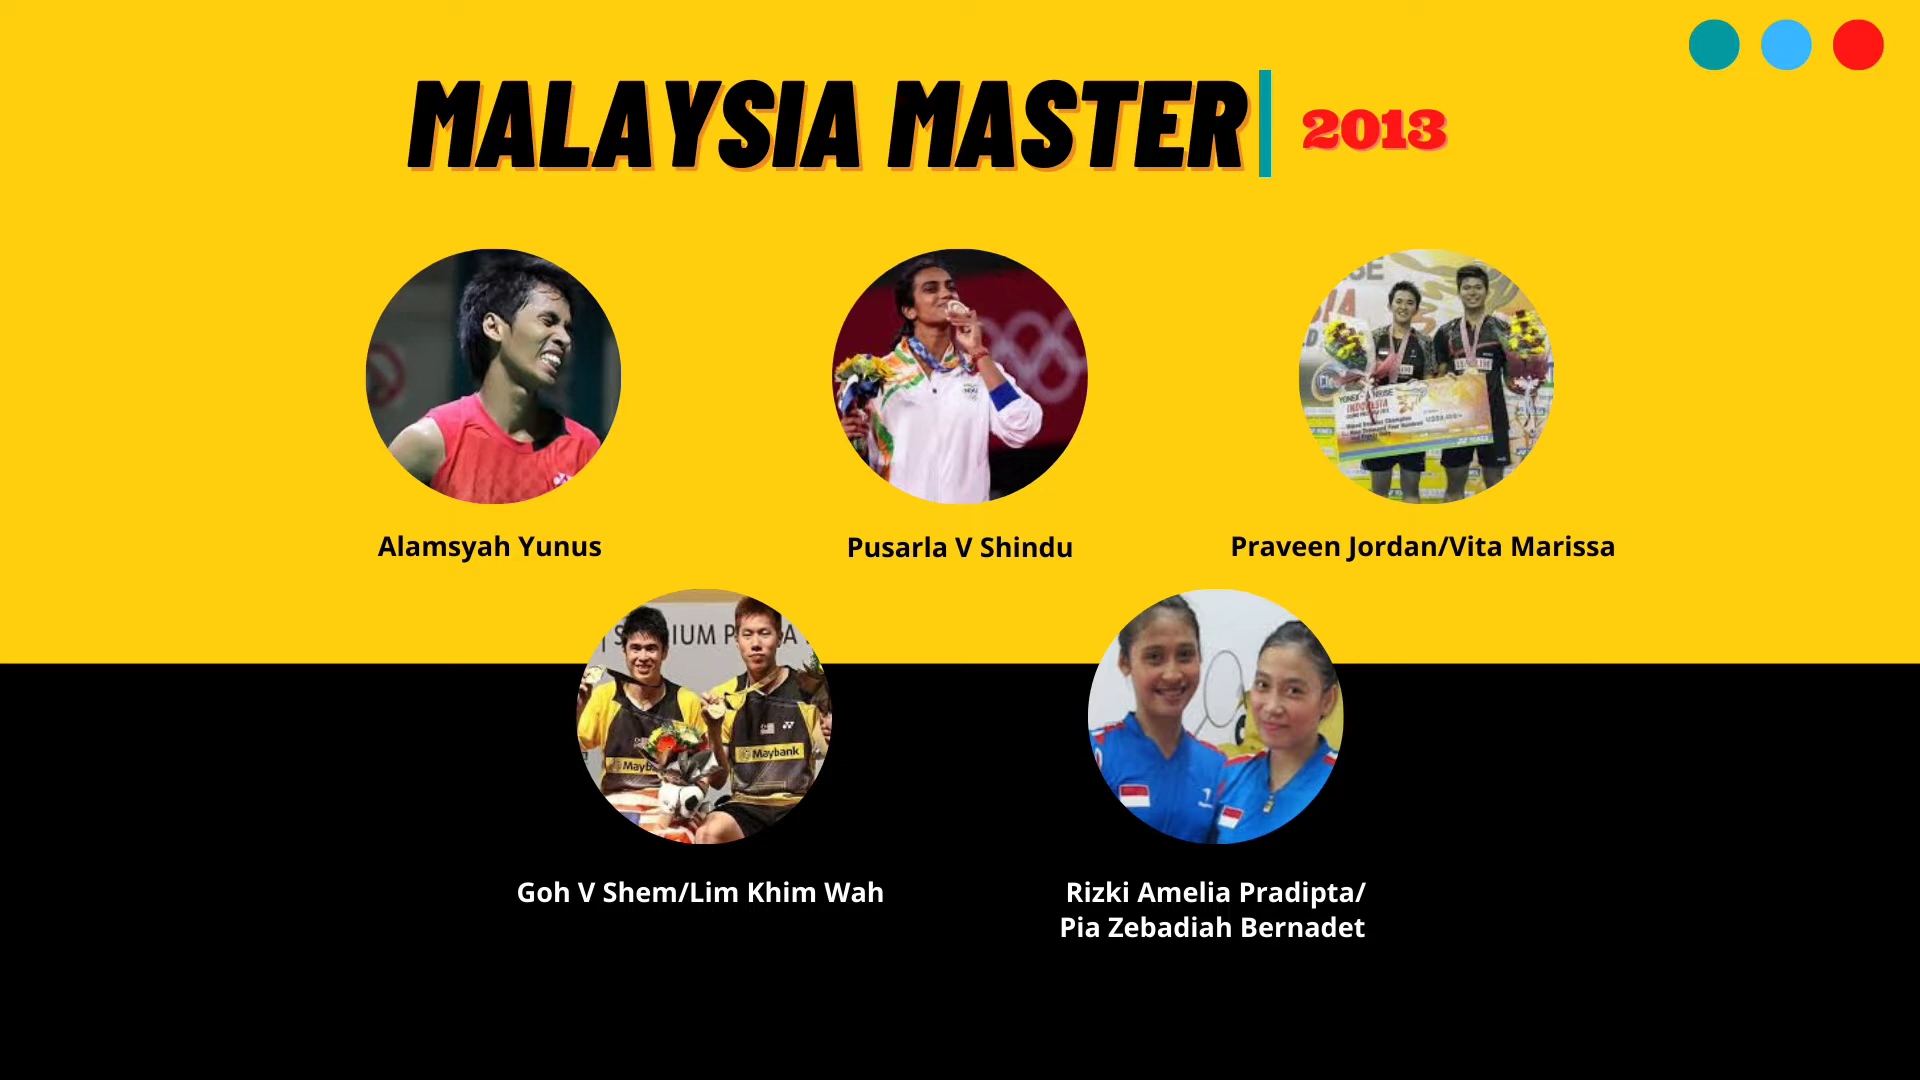 MALAYSIA MASTER
2013
Alamsyah Yunus
Pusarla V Shindu
Praveen Jordan/Vita Marissa
Maybank
Goh V Shem/Lim Khim Wah
Rizki Amelia Pradipta/
Pia Zebadiah Bernadet